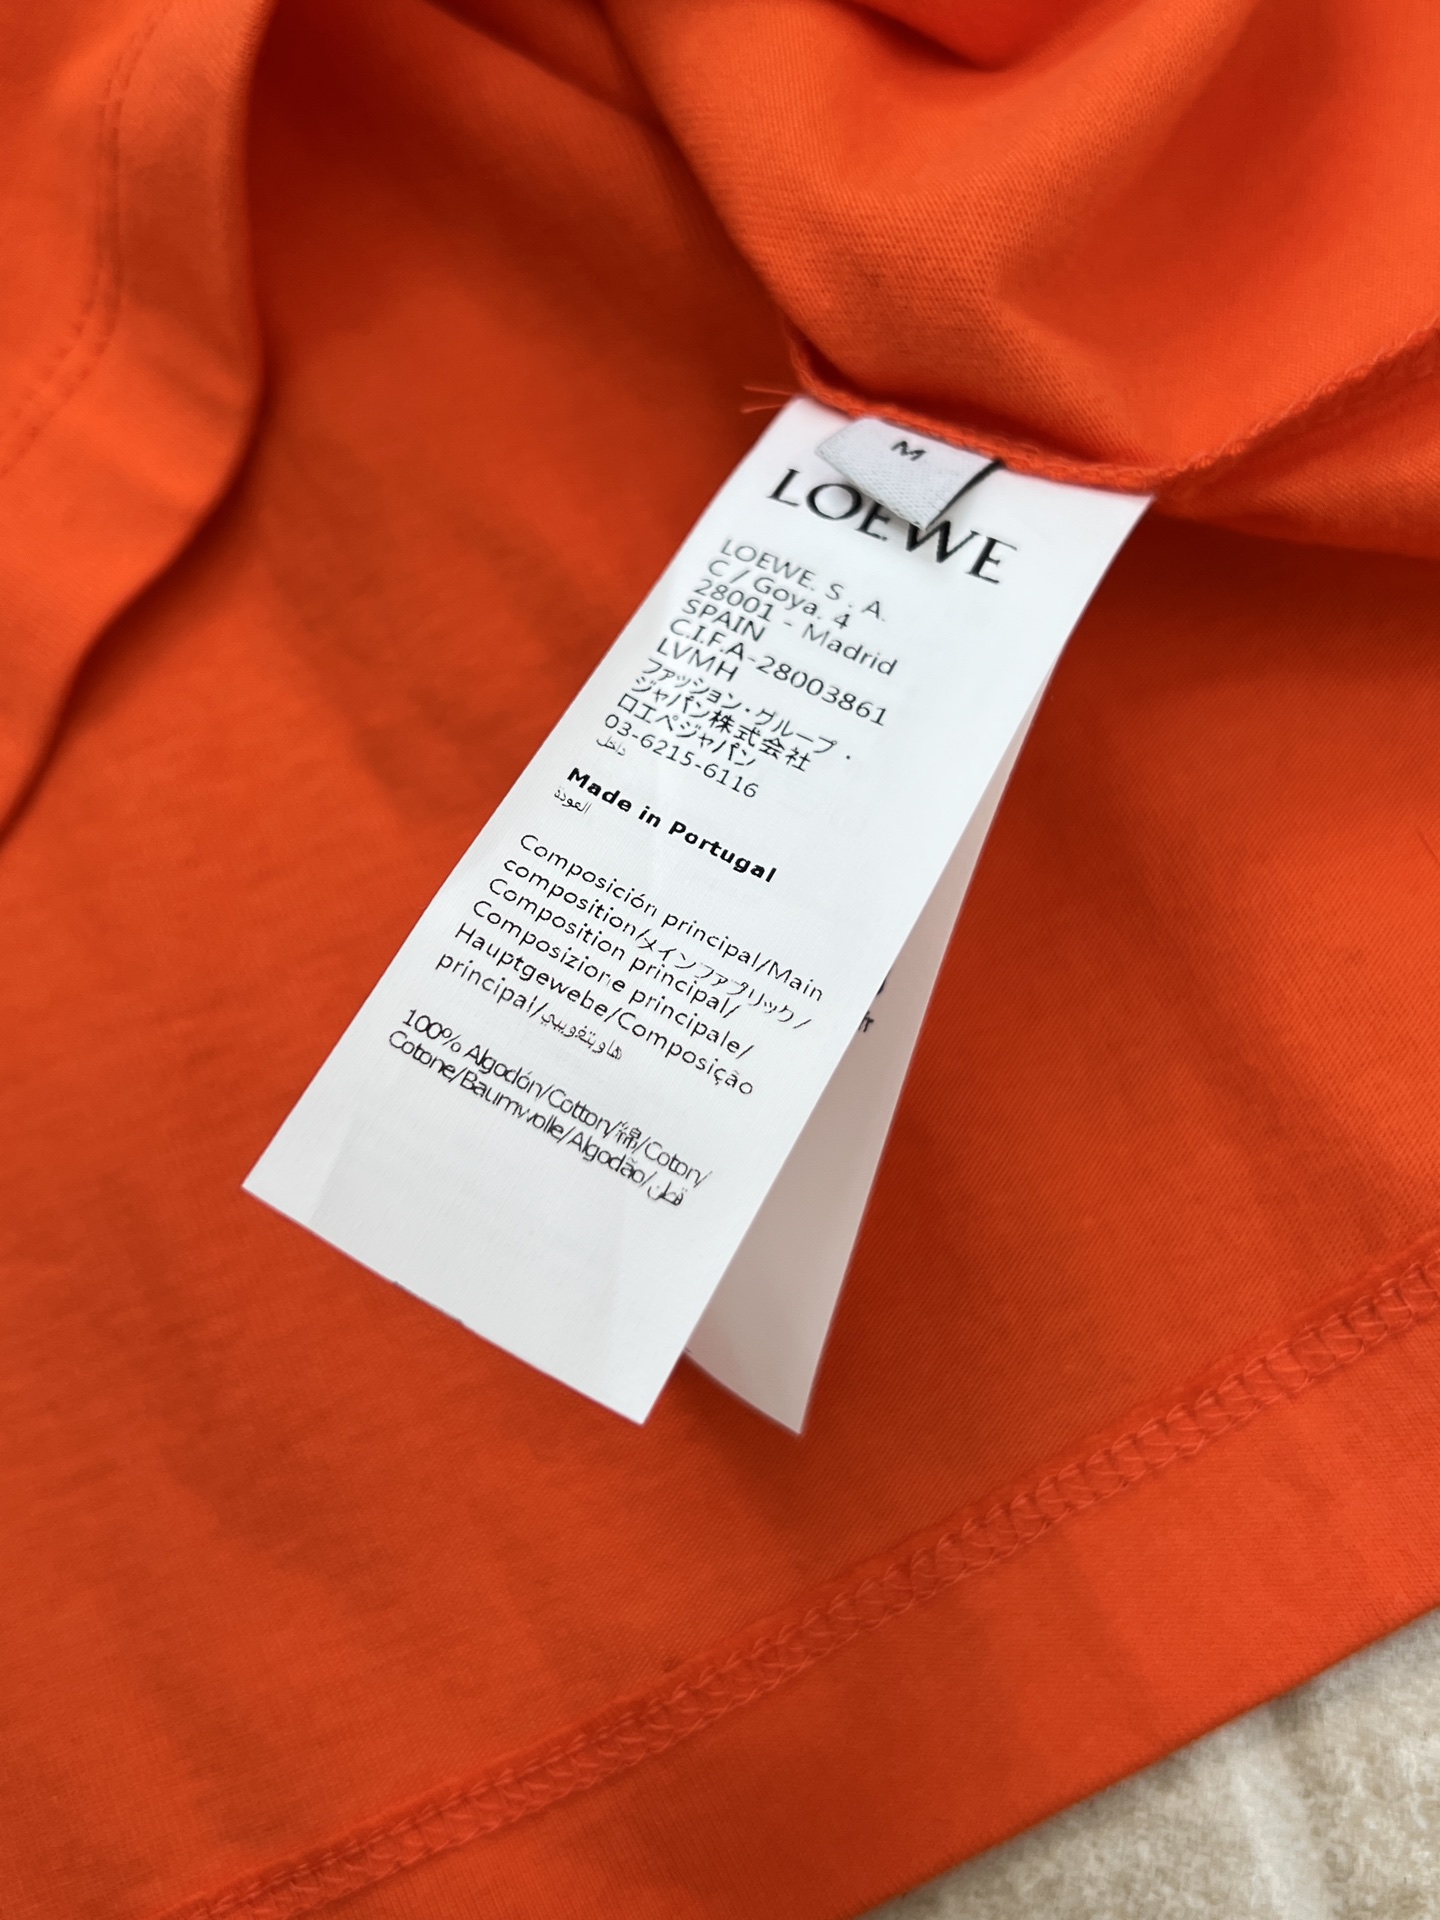 M
LOEWE
LOEWE. S. A.
C/Goya. 4
28001 - Madrid
SPAIN
C.I.F.A-28003861
LVMH
ファッション・グループ・
ジャパン株式会社
ロエベジャパン
03-6215-6116
داخل
Made in Portugal
العودة
Composición principal/Main
composition/メインファブリック/
Composition principal/
Composizione principale/
Hauptgewebe/Composição
principal/
100% Algodón/Cotton/綿/Coton/
Cotone/Baumwolle/Algodão/قطن